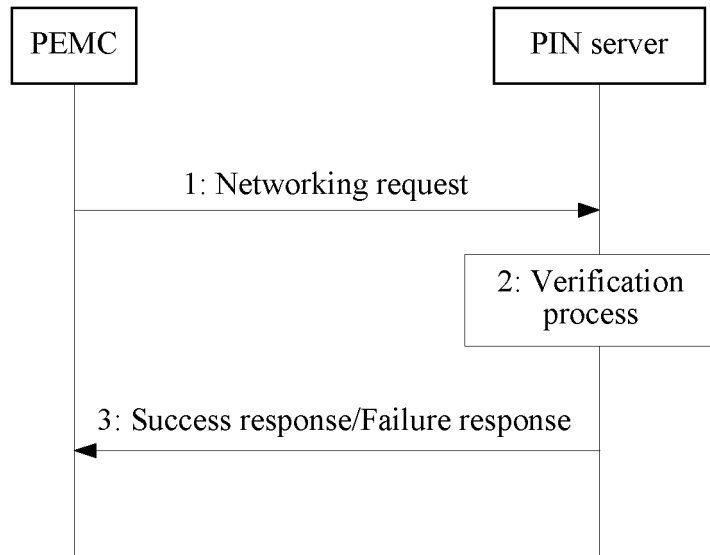 PEMC
PIN server
1: Networking request
2: Verification
process
3: Success response/Failure response